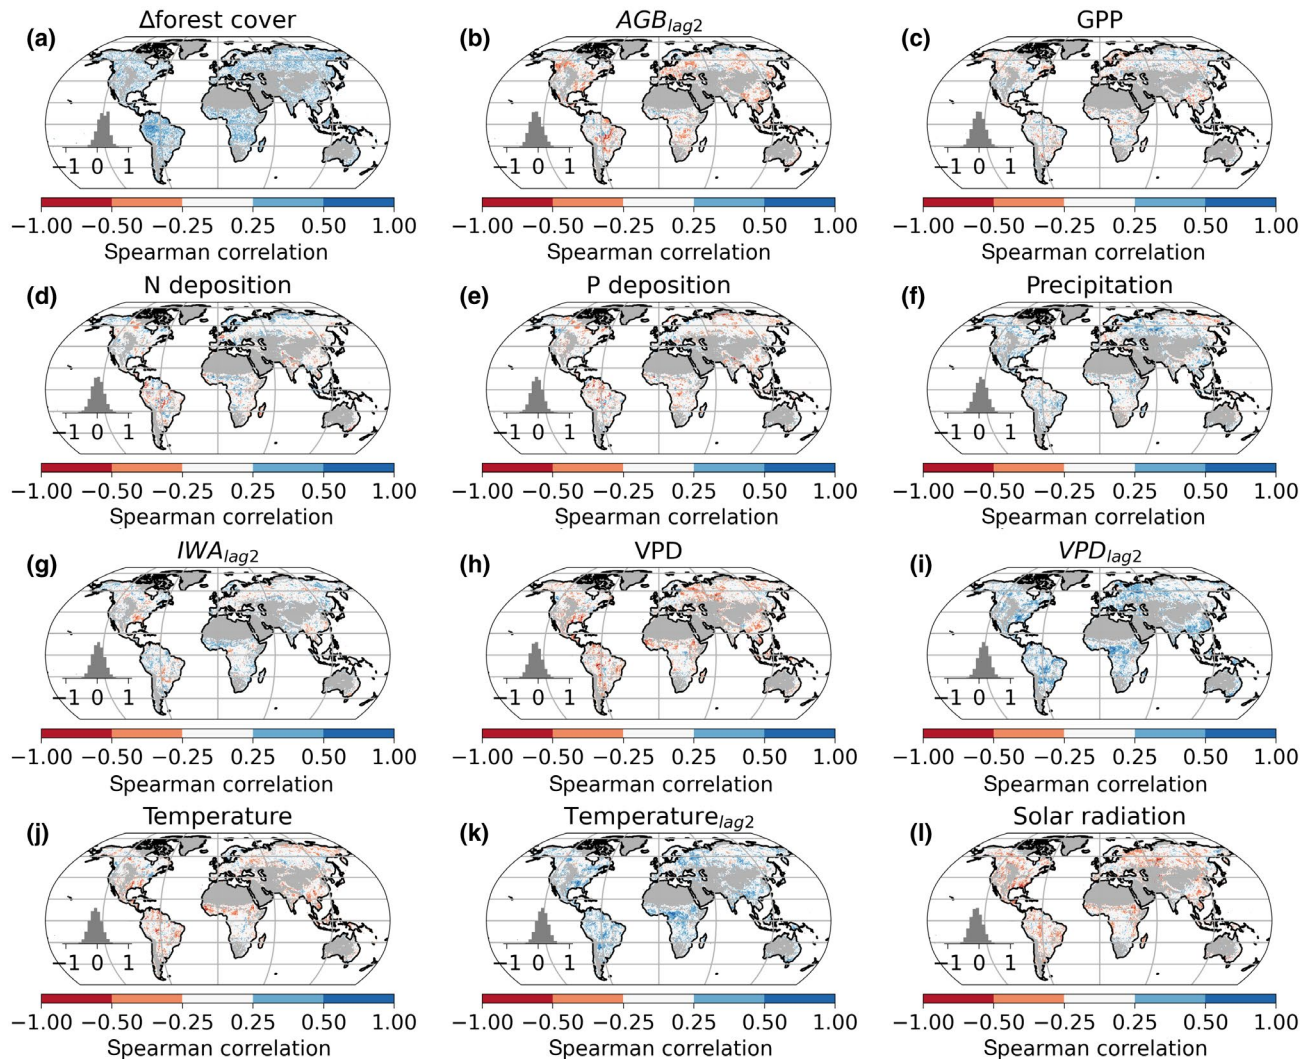 (a) Δforest cover
−1 0 1
−1.00 −0.50 −0.25 0.25 0.50 1.00
Spearman correlation
(b) AGBlag2
−1 0 1
−1.00 −0.50 −0.25 0.25 0.50 1.00
Spearman correlation
(c) GPP
−1 0 1
−1.00 −0.50 −0.25 0.25 0.50 1.00
Spearman correlation
(d) N deposition
−1 0 1
−1.00 −0.50 −0.25 0.25 0.50 1.00
Spearman correlation
(e) P deposition
−1 0 1
−1.00 −0.50 −0.25 0.25 0.50 1.00
Spearman correlation
(f) Precipitation
−1 0 1
−1.00 −0.50 −0.25 0.25 0.50 1.00
Spearman correlation
(g) IWAlag2
−1 0 1
−1.00 −0.50 −0.25 0.25 0.50 1.00
Spearman correlation
(h) VPD
−1 0 1
−1.00 −0.50 −0.25 0.25 0.50 1.00
Spearman correlation
(i) VPDlag2
−1 0 1
−1.00 −0.50 −0.25 0.25 0.50 1.00
Spearman correlation
(j) Temperature
−1 0 1
−1.00 −0.50 −0.25 0.25 0.50 1.00
Spearman correlation
(k) Temperaturelag2
−1 0 1
−1.00 −0.50 −0.25 0.25 0.50 1.00
Spearman correlation
(l) Solar radiation
−1 0 1
−1.00 −0.50 −0.25 0.25 0.50 1.00
Spearman correlation